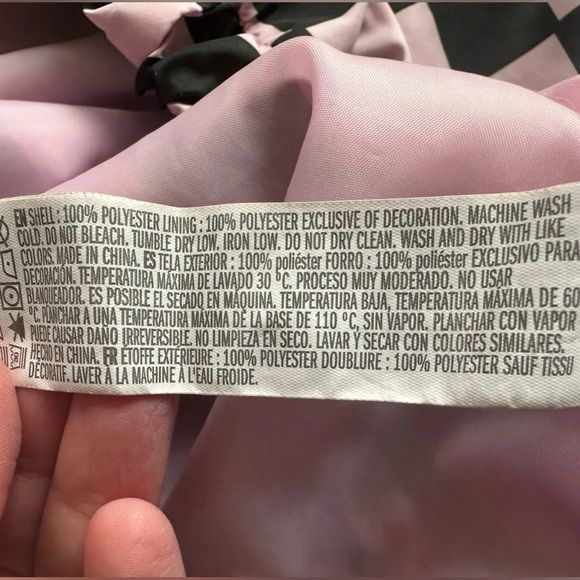 EN SHELL : 100% POLYESTER LINING : 100% POLYESTER EXCLUSIVE OF DECORATION. MACHINE WASH
COLD. DO NOT BLEACH. TUMBLE DRY LOW. IRON LOW. DO NOT DRY CLEAN. WASH AND DRY WITH LIKE
COLORS. MADE IN CHINA. ES TELA EXTERIOR : 100% poliéster FORRO : 100% poliéster EXCLUSIVO PARA
DECORACIÓN. TEMPERATURA MÁXIMA DE LAVADO 30 °C. PROCESO MUY MODERADO. NO USAR
BLANQUEADOR. ES POSIBLE EL SECADO EN MÁQUINA. TEMPERATURA BAJA, TEMPERATURA MÁXIMA DE 60
°C. PLANCHAR A UNA TEMPERATURA MÁXIMA DE LA BASE DE 110 °C, SIN VAPOR. PLANCHAR CON VAPOR
PUEDE CAUSAR DAÑO IRREVERSIBLE. NO LIMPIEZA EN SECO. LAVAR Y SECAR CON COLORES SIMILARES.
HECHO EN CHINA. FR ÉTOFFE EXTÉRIEURE : 100% POLYESTER DOUBLURE : 100% POLYESTER SAUF TISSU
DÉCORATIF. LAVER À LA MACHINE À L'EAU FROIDE.